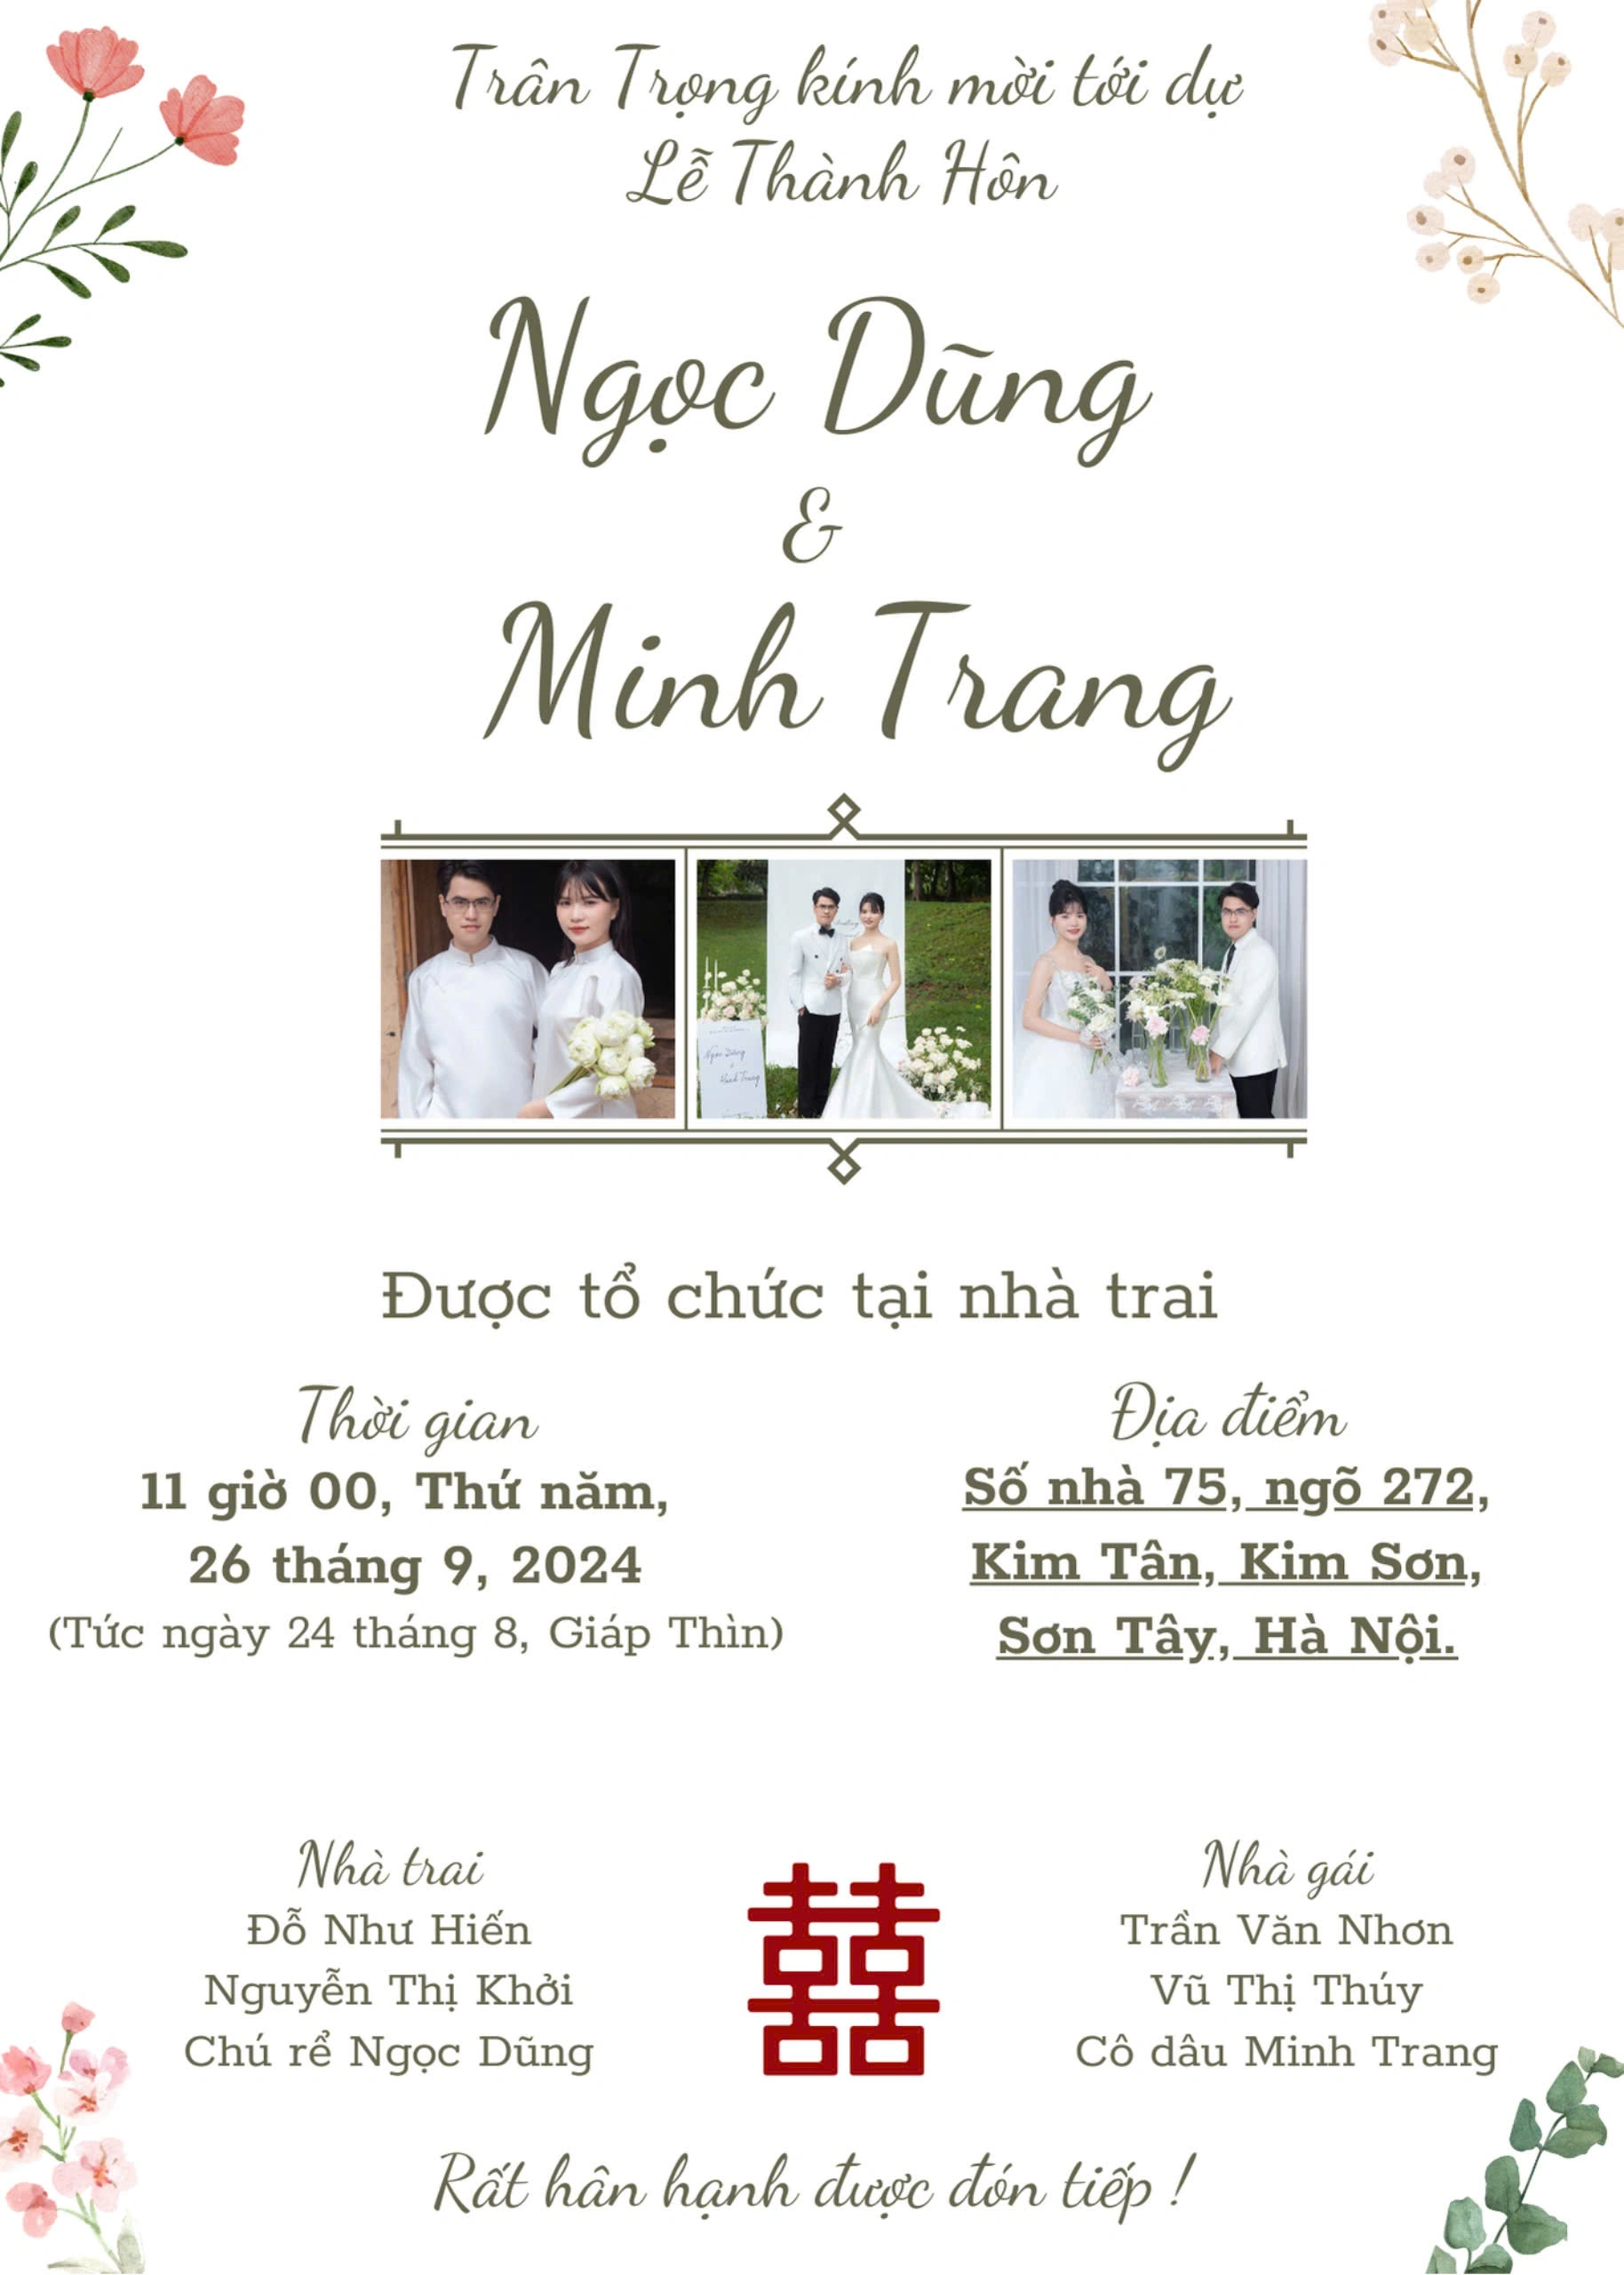 Trân Trọng kính mời tới dự
Lễ Thành Hôn
Ngọc Dũng
&
Minh Trang
Ngọc Dũng
Minh Trang
Được tổ chức tại nhà trai
Thời gian
11 giờ 00, Thứ năm,
26 tháng 9, 2024
(Tức ngày 24 tháng 8, Giáp Thìn)
Địa điểm
Số nhà 75, ngõ 272,
Kim Tân, Kim Sơn,
Sơn Tây, Hà Nội.
Nhà trai
Đỗ Như Hiến
Nguyễn Thị Khởi
Chú rể Ngọc Dũng
囍
Nhà gái
Trần Văn Nhơn
Vũ Thị Thúy
Cô dâu Minh Trang
Rất hân hạnh được đón tiếp !